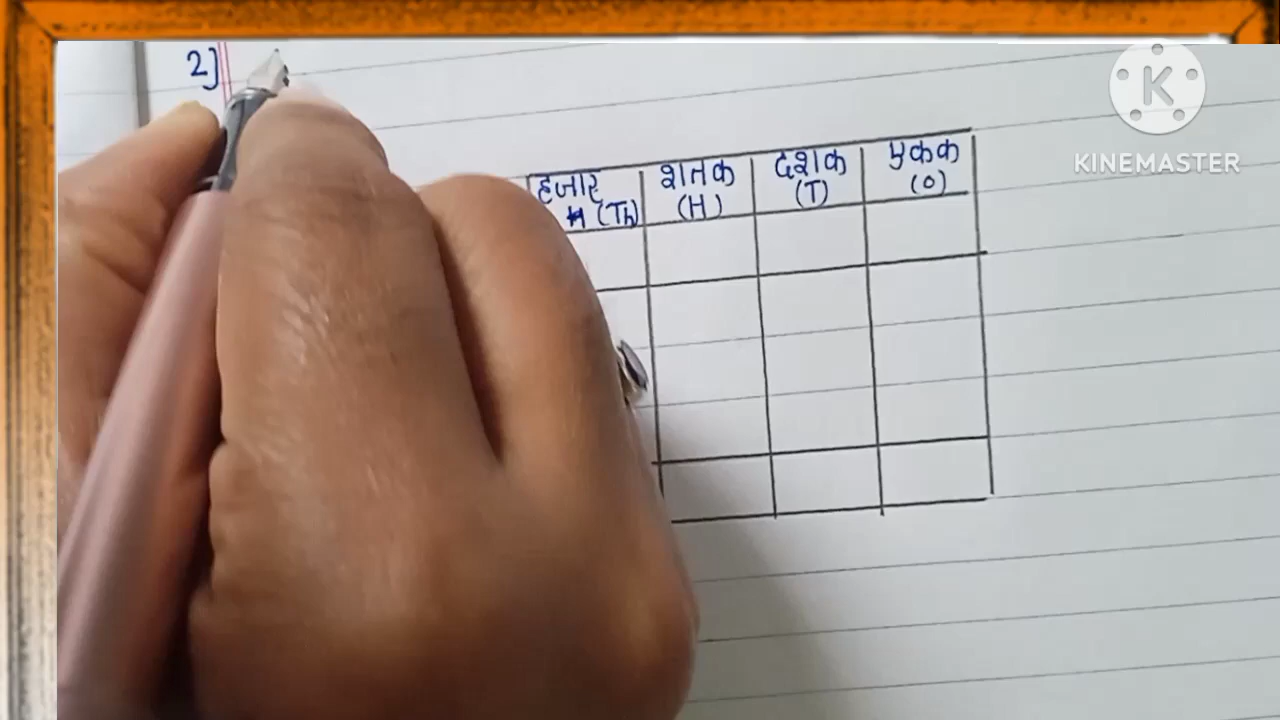 2]
हजार शतक दशक एकक
(Th) (H) (T) (O)
K
KINEMASTER